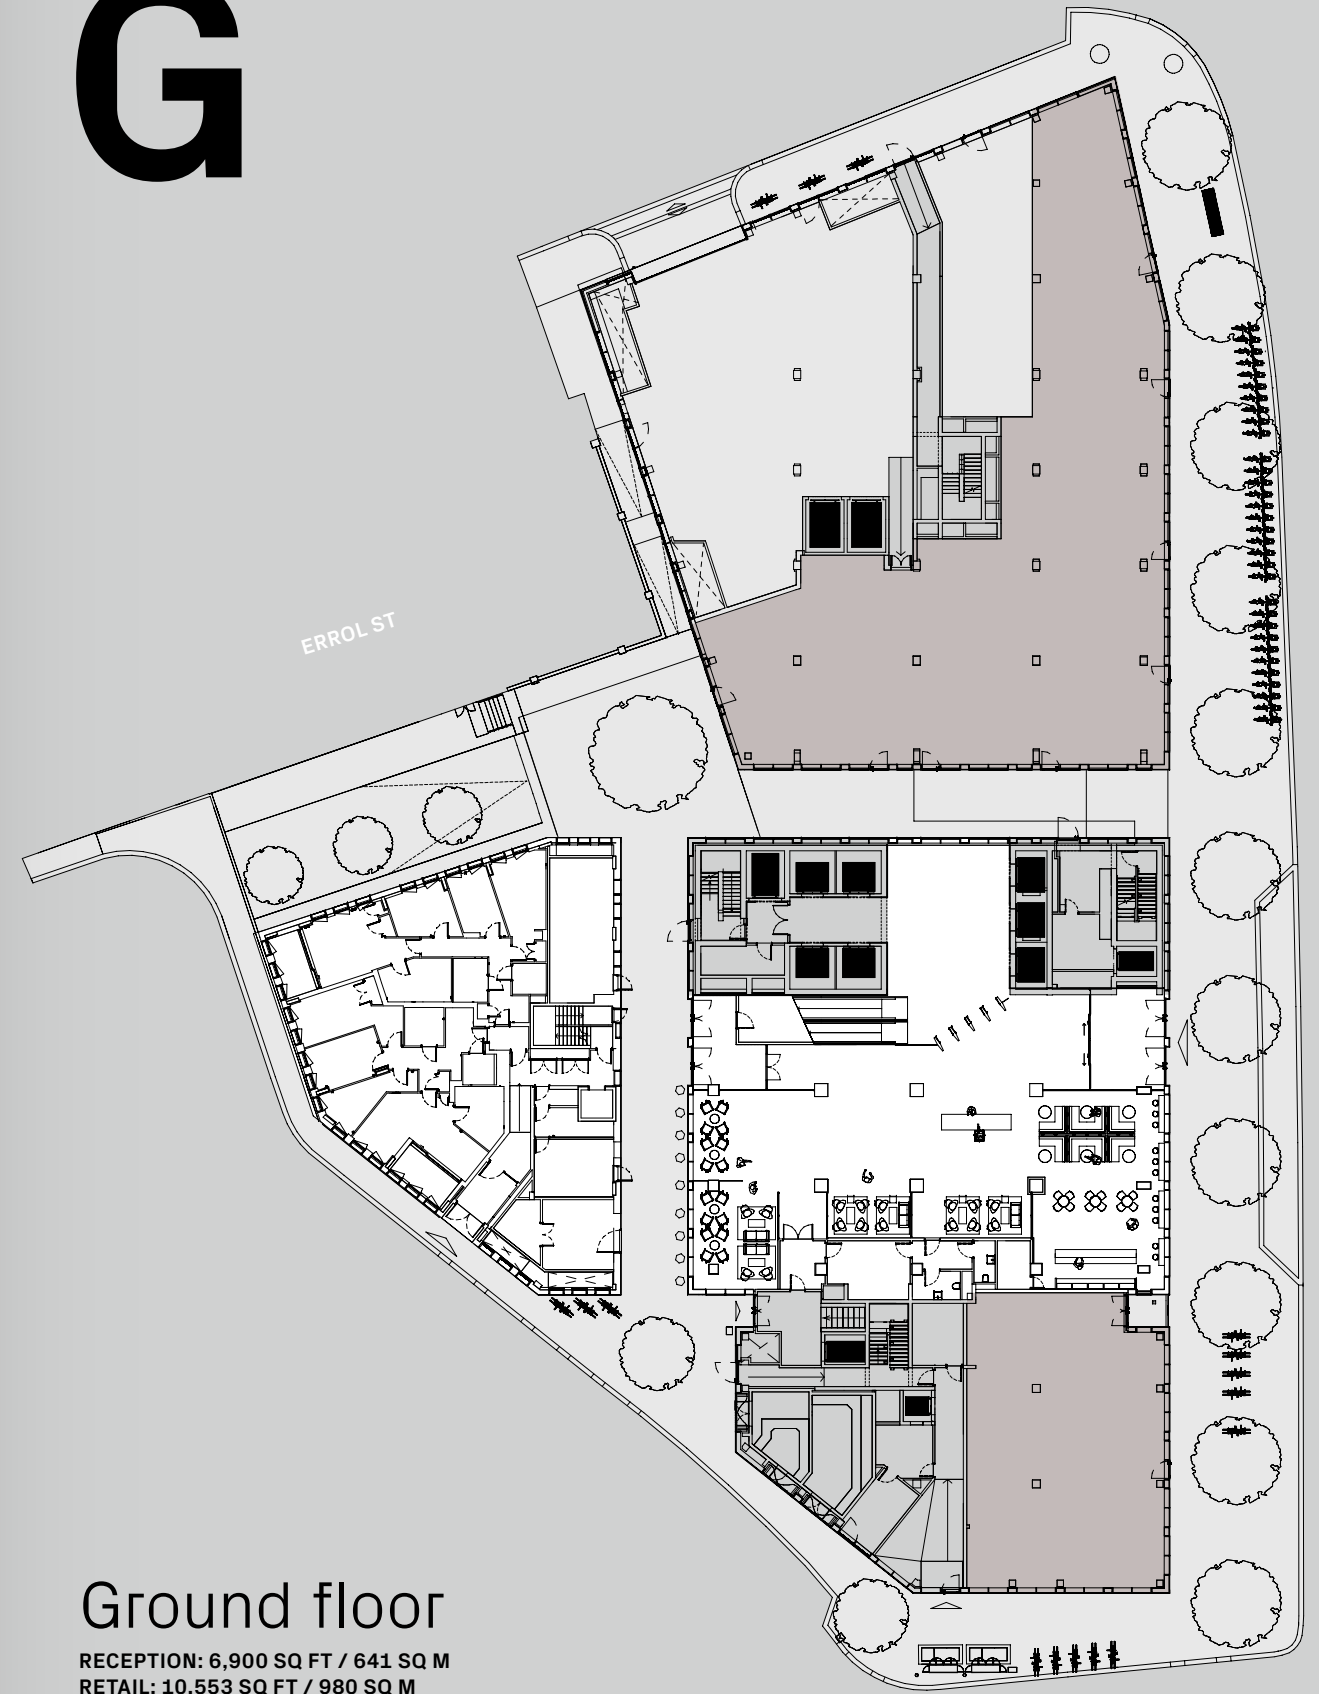 G
ERROL ST
Ground floor
RECEPTION: 6,900 SQ FT / 641 SQ M
RETAIL: 10,553 SQ FT / 980 SQ M